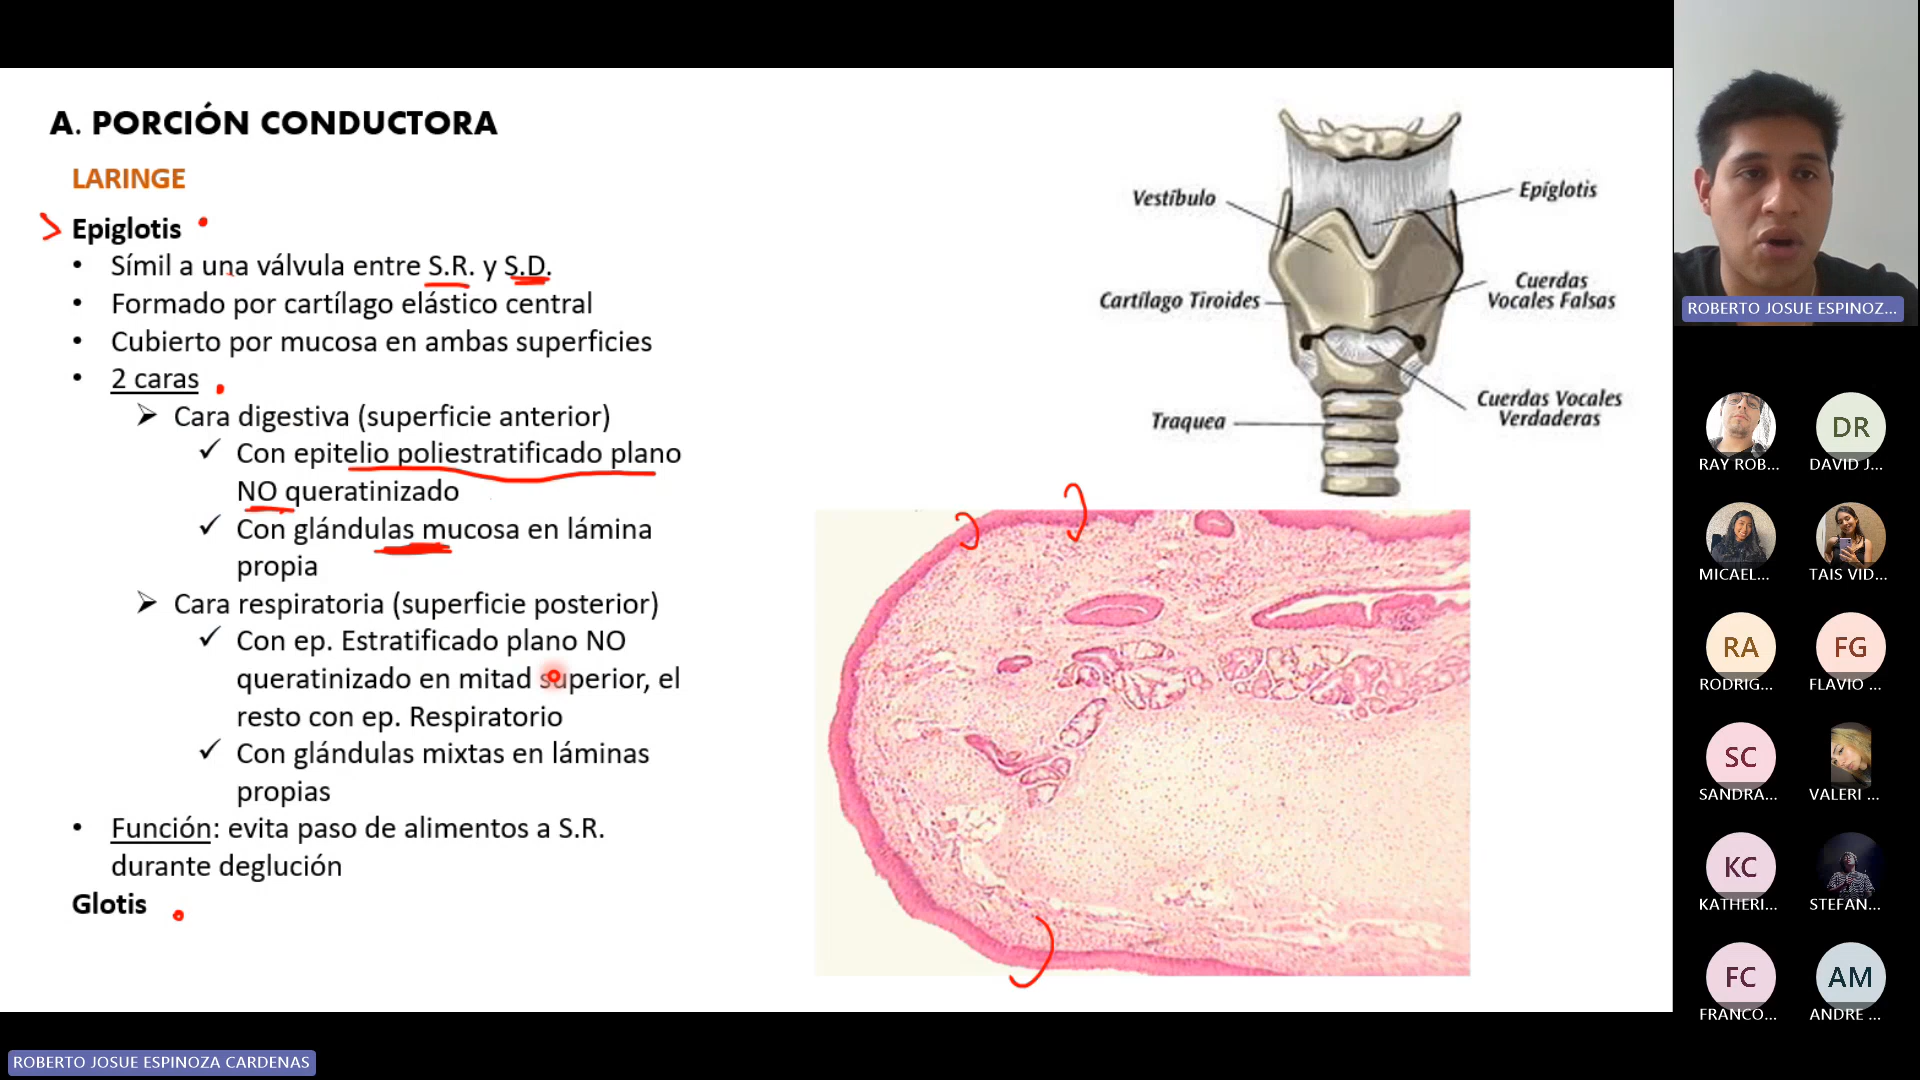 A. PORCIÓN CONDUCTORA
LARINGE
Epiglotis
• Símil a una válvula entre S.R. y S.D.
• Formado por cartílago elástico central
• Cubierto por mucosa en ambas superficies
• 2 caras
➢ Cara digestiva (superficie anterior)
✓ Con epitelio poliestratificado plano
NO queratinizado
✓ Con glándulas mucosa en lámina
propia
➢ Cara respiratoria (superficie posterior)
✓ Con ep. Estratificado plano NO
queratinizado en mitad superior, el
resto con ep. Respiratorio
✓ Con glándulas mixtas en láminas
propias
• Función: evita paso de alimentos a S.R.
durante deglución
Glotis
Vestíbulo
Epíglotis
Cartílago Tiroides
Cuerdas
Vocales Falsas
Traquea
Cuerdas Vocales
Verdaderas
ROBERTO JOSUE ESPINOZ...
RAY ROB...
DR
DAVID J...
MICAEL...
TAIS VID...
RA
RODRIG...
FG
FLAVIO ...
SC
SANDRA...
VALERI ...
KC
KATHERI...
STEFAN...
FC
FRANCO...
AM
ANDRE ...
ROBERTO JOSUE ESPINOZA CARDENAS